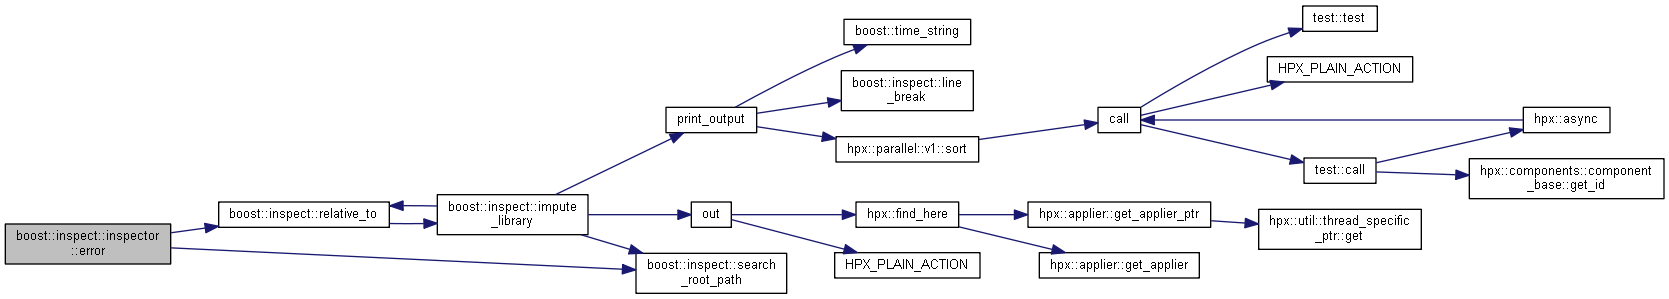 boost::inspect::inspector
::error
boost::inspect::relative_to
boost::inspect::impute
_library
print_output
out
boost::inspect::search
_root_path
boost::time_string
boost::inspect::line
_break
hpx::parallel::v1::sort
hpx::find_here
HPX_PLAIN_ACTION
call
hpx::applier::get_applier_ptr
hpx::applier::get_applier
test::test
HPX_PLAIN_ACTION
test::call
hpx::util::thread_specific
_ptr::get
hpx::async
hpx::components::component
_base::get_id